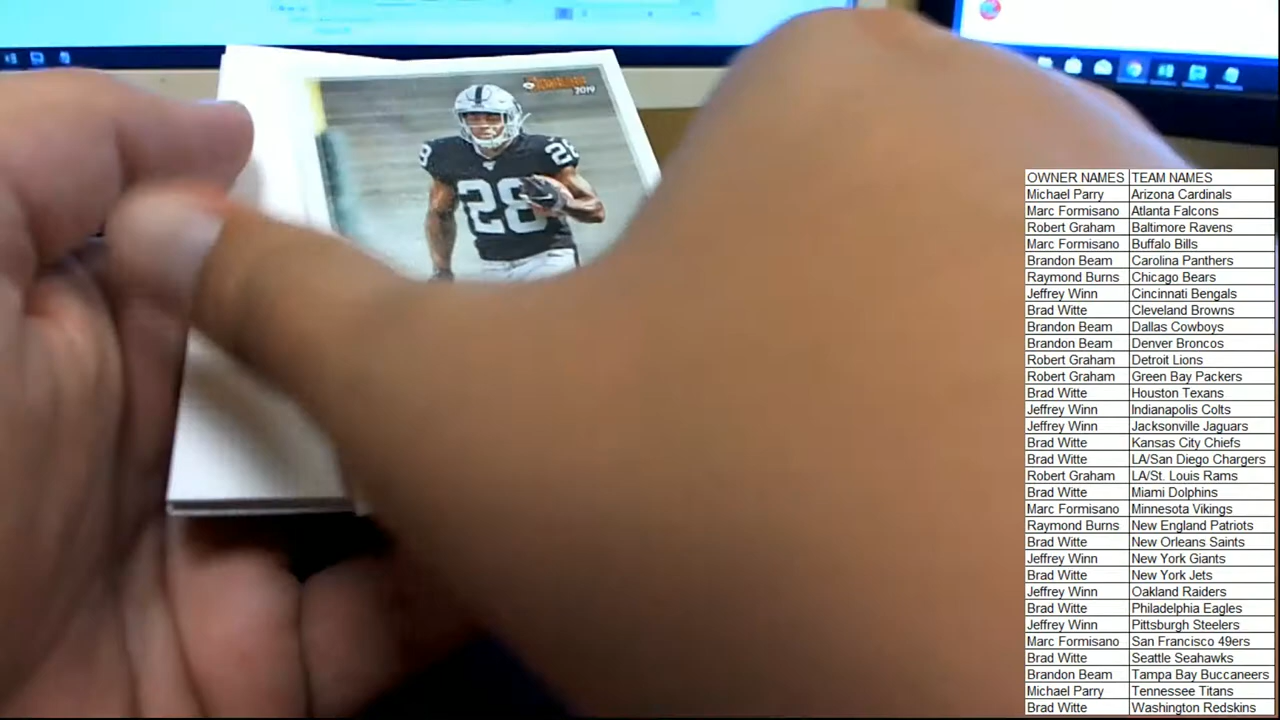 2019
28
28
OWNER NAMES TEAM NAMES
Michael Parry Arizona Cardinals
Marc Formisano Atlanta Falcons
Robert Graham Baltimore Ravens
Marc Formisano Buffalo Bills
Brandon Beam Carolina Panthers
Raymond Burns Chicago Bears
Jeffrey Winn Cincinnati Bengals
Brad Witte Cleveland Browns
Brandon Beam Dallas Cowboys
Brandon Beam Denver Broncos
Robert Graham Detroit Lions
Robert Graham Green Bay Packers
Brad Witte Houston Texans
Jeffrey Winn Indianapolis Colts
Jeffrey Winn Jacksonville Jaguars
Brad Witte Kansas City Chiefs
Brad Witte LA/San Diego Chargers
Robert Graham LA/St. Louis Rams
Brad Witte Miami Dolphins
Marc Formisano Minnesota Vikings
Raymond Burns New England Patriots
Brad Witte New Orleans Saints
Jeffrey Winn New York Giants
Brad Witte New York Jets
Jeffrey Winn Oakland Raiders
Brad Witte Philadelphia Eagles
Jeffrey Winn Pittsburgh Steelers
Marc Formisano San Francisco 49ers
Brad Witte Seattle Seahawks
Brandon Beam Tampa Bay Buccaneers
Michael Parry Tennessee Titans
Brad Witte Washington Redskins